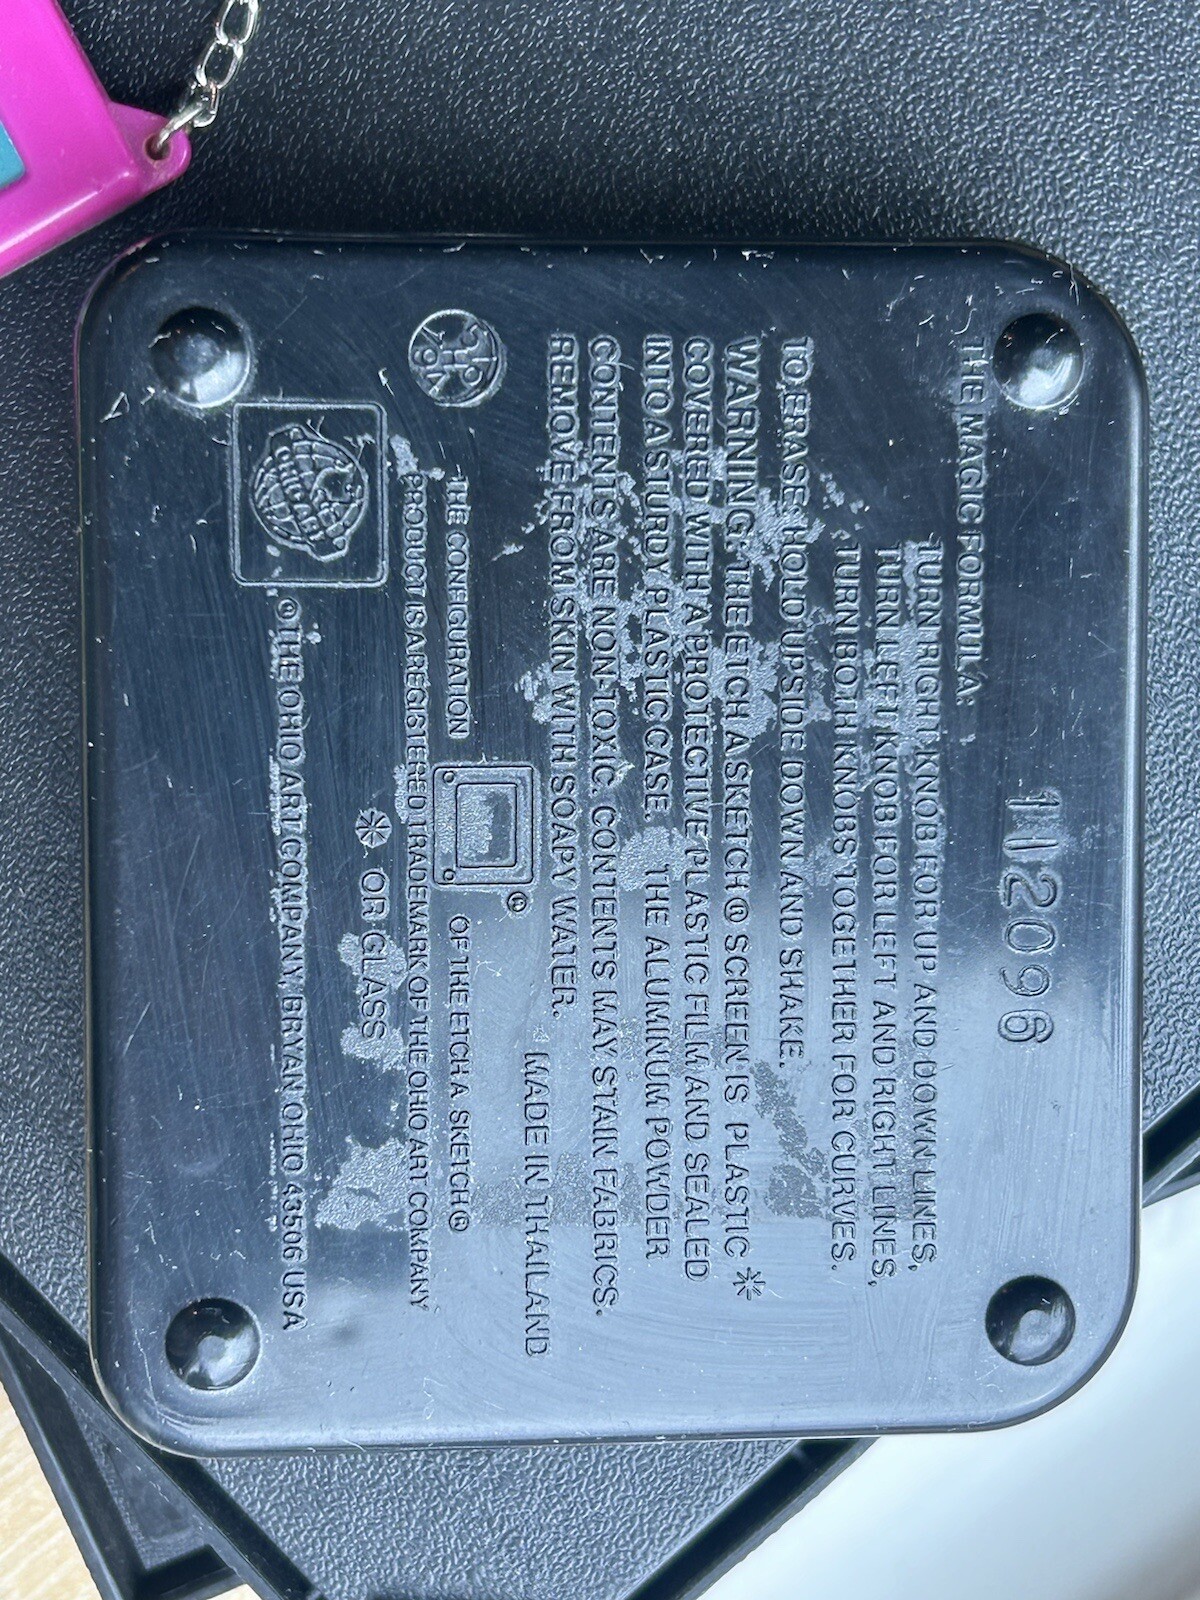 112096
THE MAGIC FORMULA:
TURN RIGHT KNOB FOR UP AND DOWN LINES,
TURN LEFT KNOB FOR LEFT AND RIGHT LINES,
TURN BOTH KNOBS TOGETHER FOR CURVES.
TO ERASE: HOLD UPSIDE DOWN AND SHAKE.
WARNING: THE ETCH A SKETCH® SCREEN IS PLASTIC *
COVERED WITH A PROTECTIVE PLASTIC FILM AND SEALED
INTO A STURDY PLASTIC CASE. THE ALUMINUM POWDER
CONTENTS ARE NON-TOXIC. CONTENTS MAY STAIN FABRICS.
REMOVE FROM SKIN WITH SOAPY WATER.
MADE IN THAILAND
THE CONFIGURATION © OF THE ETCH A SKETCH®
PRODUCT IS A REGISTERED TRADEMARK OF THE OHIO ART COMPANY
* OR GLASS
OHIO ART
© THE OHIO ART COMPANY, BRYAN OHIO 43506 USA